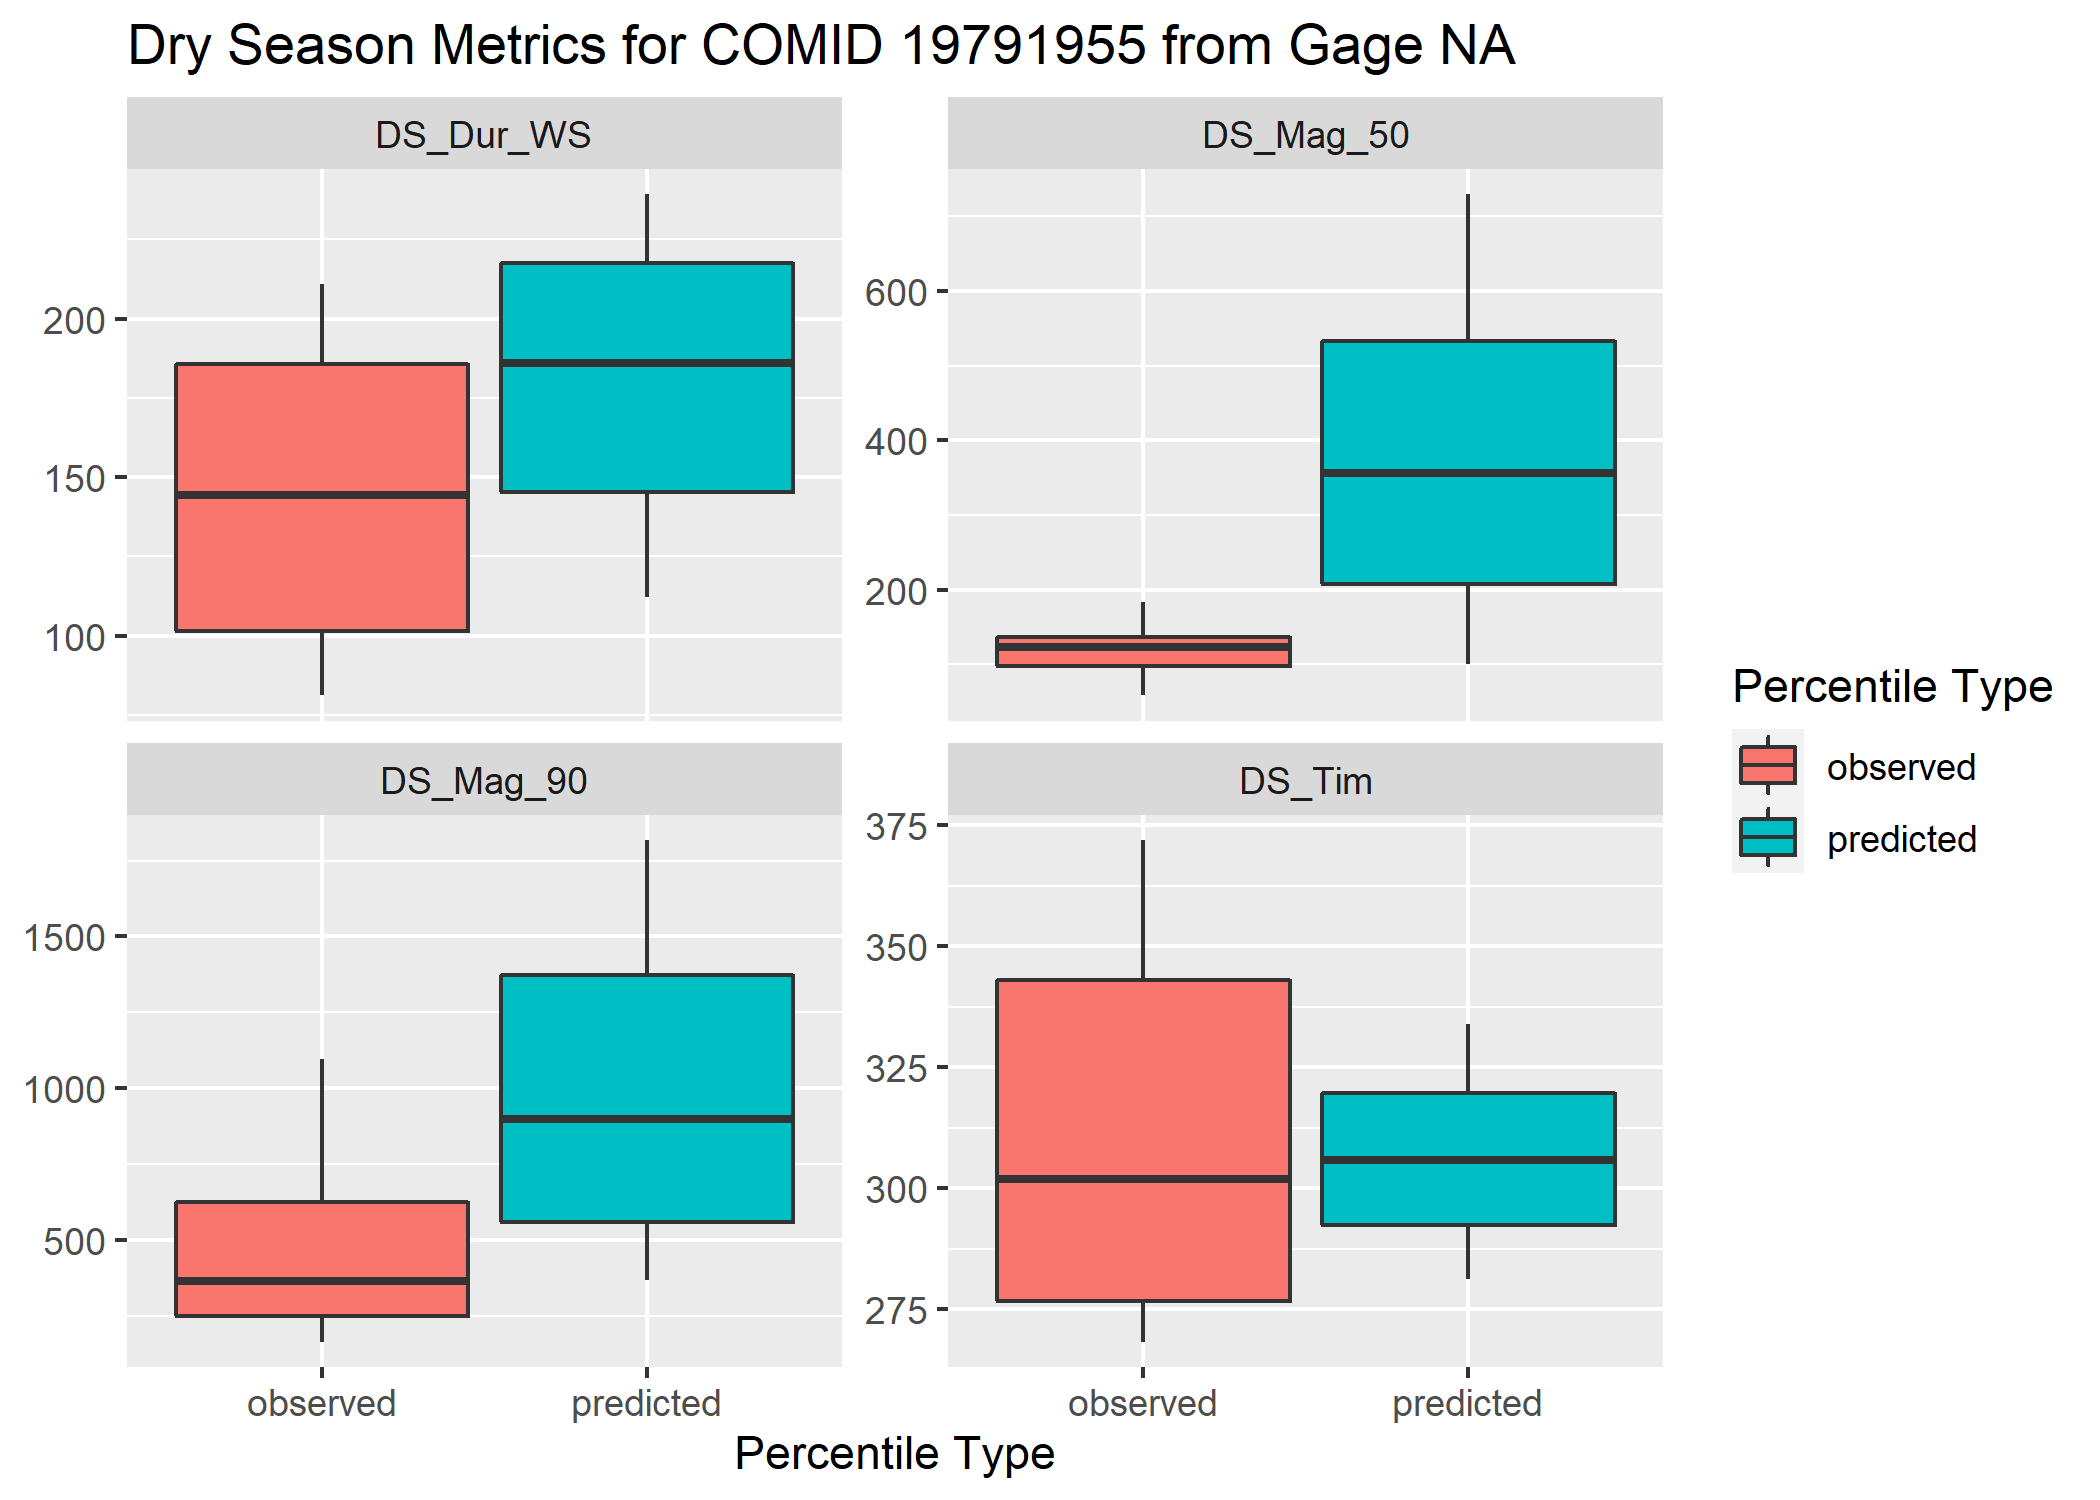 Dry Season Metrics for COMID 19791955 from Gage NA
DS_Dur_WS
200
150
100
DS_Mag_50
600
400
200
DS_Mag_90
1500
1000
500
observed
predicted
DS_Tim
375
350
325
300
275
observed
predicted
Percentile Type
Percentile Type
observed
predicted